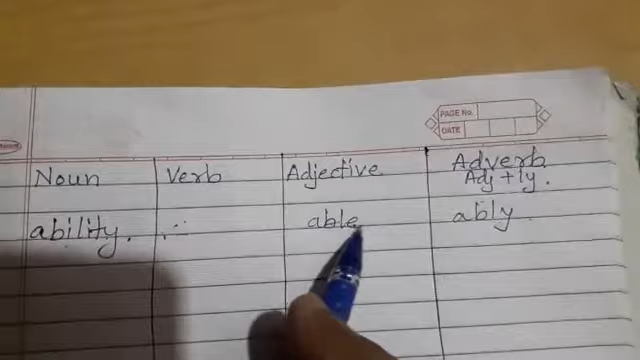 PAGE No.
DATE
Noun Verb Adjective Adverb
Adj + ly.
ability. able ably